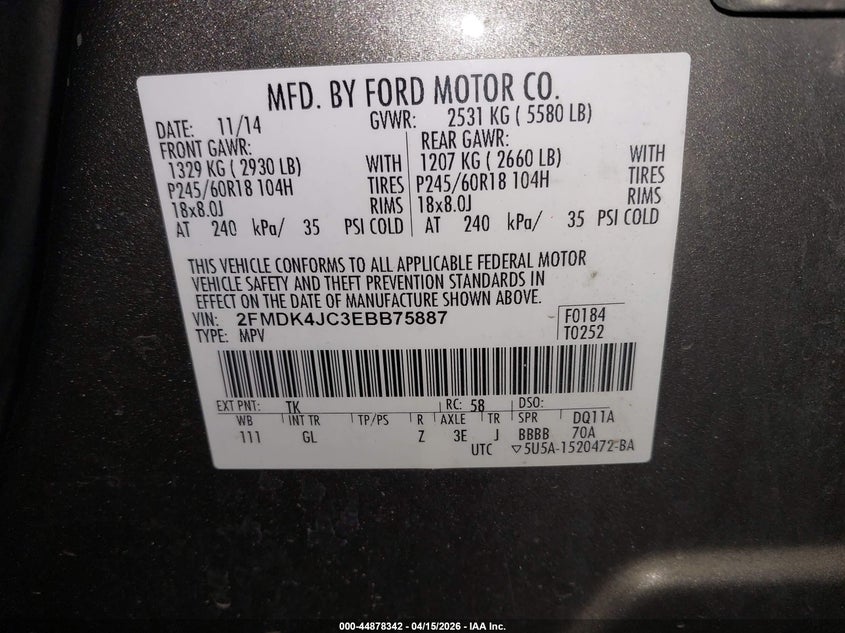 MFD. BY FORD MOTOR CO.
DATE: 11/14 GVWR: 2531 KG ( 5580 LB)
FRONT GAWR: REAR GAWR:
1329 KG ( 2930 LB) WITH 1207 KG ( 2660 LB) WITH
P245/60R18 104H TIRES P245/60R18 104H TIRES
18x8.0J RIMS 18x8.0J RIMS
AT 240 kPa/ 35 PSI COLD AT 240 kPa/ 35 PSI COLD
THIS VEHICLE CONFORMS TO ALL APPLICABLE FEDERAL MOTOR
VEHICLE SAFETY AND THEFT PREVENTION STANDARDS IN
EFFECT ON THE DATE OF MANUFACTURE SHOWN ABOVE.
VIN: 2FMDK4JC3EBB75887 F0184
TYPE: MPV T0252
EXT PNT: TK RC: 58 DSO:
WB INT TR TP/PS R AXLE TR SPR DQ11A
111 GL Z 3E J BBBB 70A
UTC ▽5U5A-1520472-BA
000-44878342 - 04/15/2026 - IAA Inc.